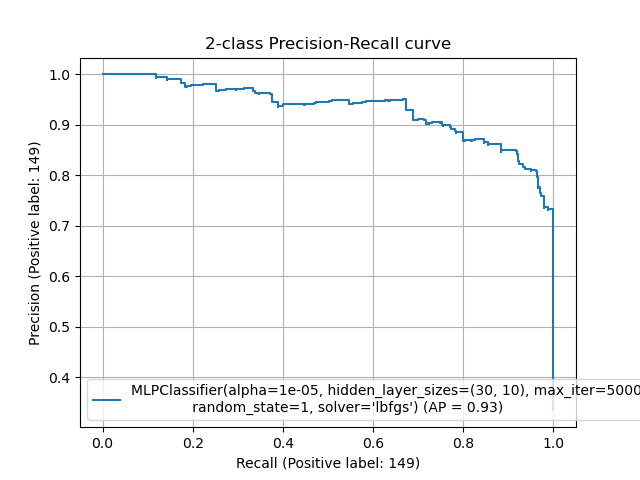 2-class Precision-Recall curve
1.0
0.9
0.8
0.7
0.6
0.5
0.4
Precision (Positive label: 149)
MLPClassifier(alpha=1e-05, hidden_layer_sizes=(30, 10), max_iter=5000
random_state=1, solver='lbfgs') (AP = 0.93)
0.0 0.2 0.4 0.6 0.8 1.0
Recall (Positive label: 149)